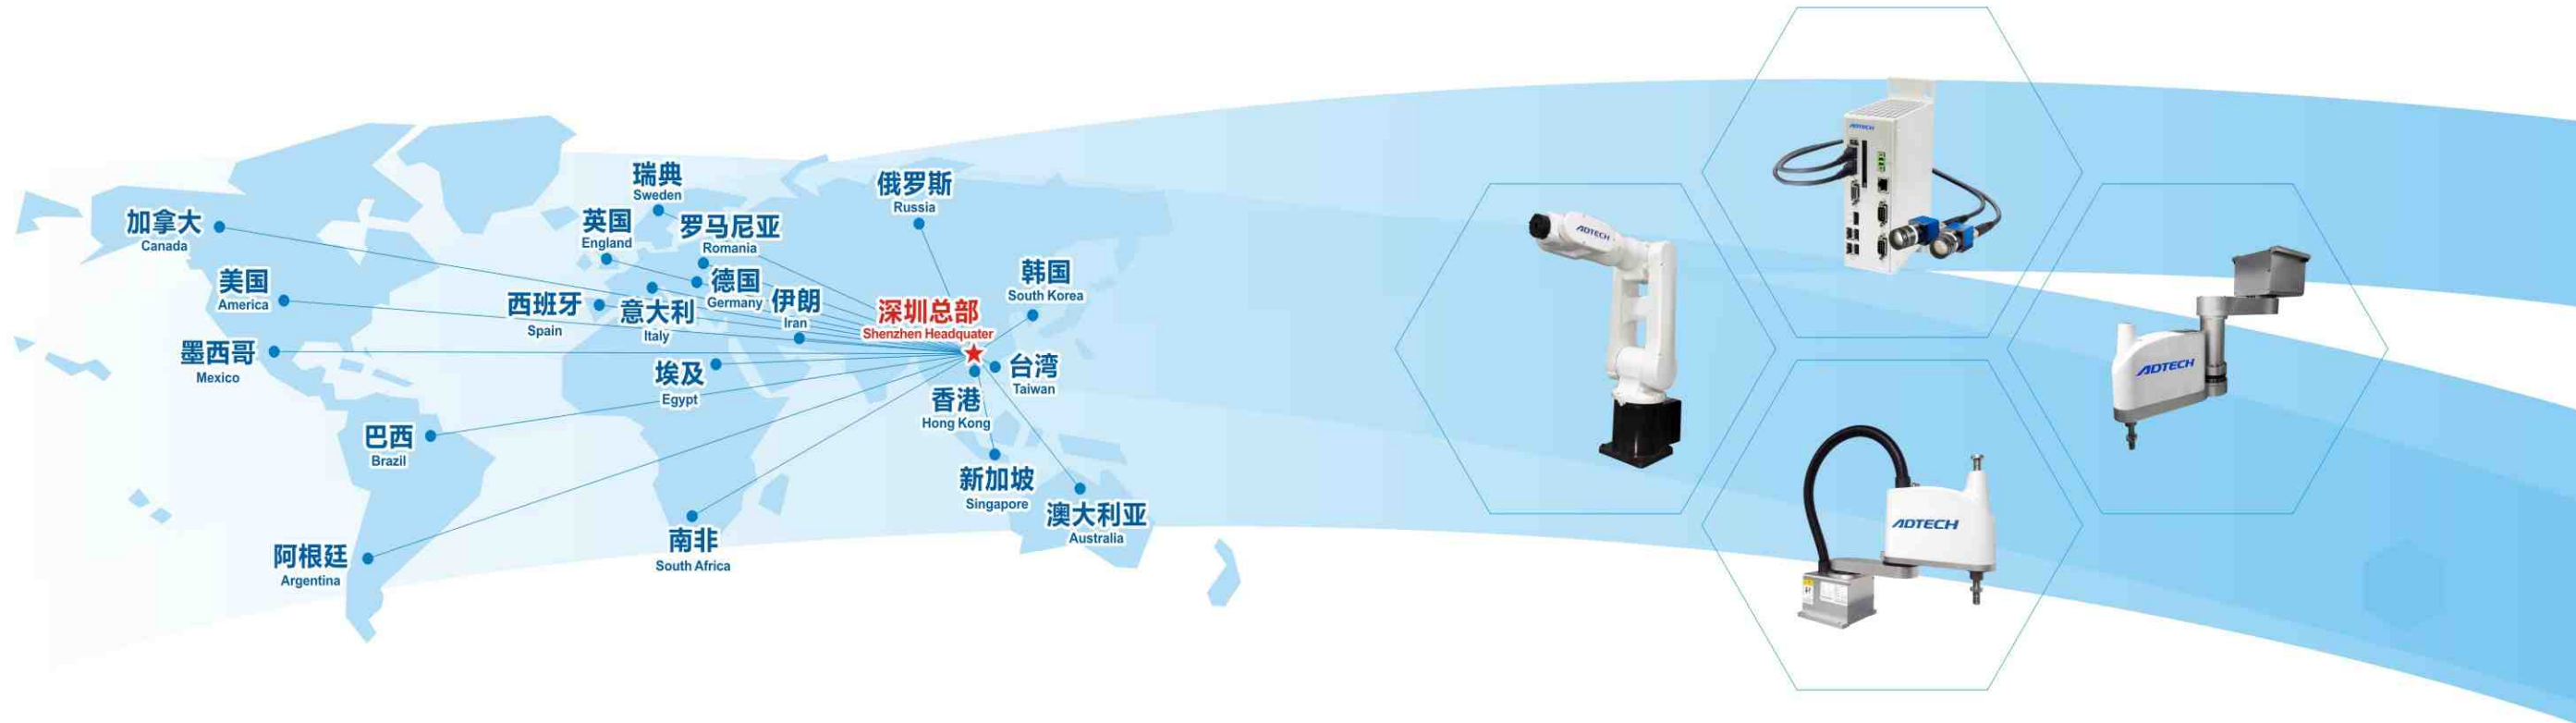 瑞典
Sweden
俄罗斯
Russia
加拿大
Canada
英国
England
罗马尼亚
Romania
美国
America
西班牙
Spain
意大利
Italy
德国
Germany
伊朗
Iran
深圳总部
Shenzhen Headquater
韩国
South Korea
墨西哥
Mexico
埃及
Egypt
台湾
Taiwan
香港
Hong Kong
巴西
Brazil
新加坡
Singapore
澳大利亚
Australia
阿根廷
Argentina
南非
South Africa
ADTECH
ADTECH
ADTECH
ADTECH